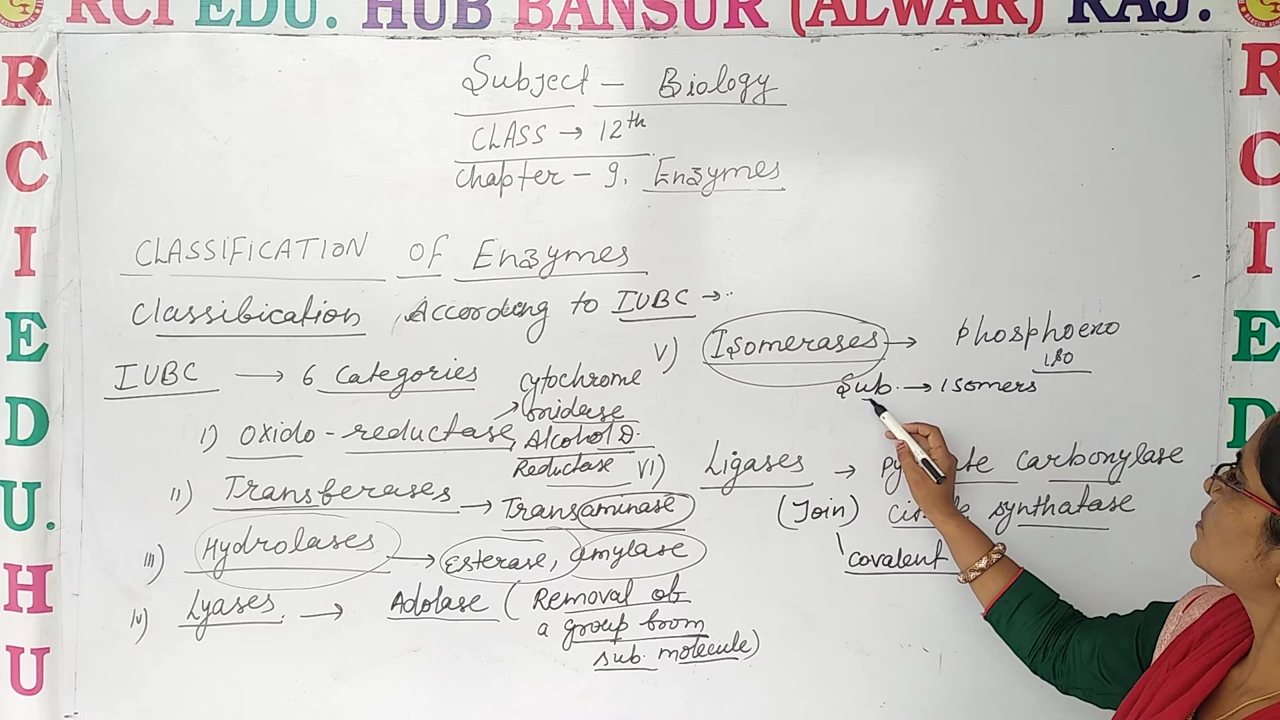 RCI EDU. HUB BANSUR (ALWAR) RAJ.
R C I E D U. H U
R C I E D
Subject - Biology
CLASS → 12th
Chapter - 9. Enzymes
CLASSIFICATION OF Enzymes
Classibication According to IUBC →
IUBC → 6 Categories
i) Oxido-reductase, → cytochrome oxidase
Alcohol D.
Reductase
ii) Transferases → Transaminase
iii) Hydrolases → Esterase, amylase
iv) Lyases. → Adolase ( Removal of
a group from
sub. molecule)
V) Isomerases → Phosphoexo
iso
Sub. → isomers
VI) Ligases → carbonylase
(Join) synthatase
covalent